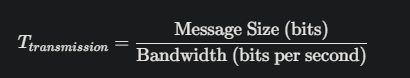 T_transmission = Message Size (bits) / Bandwidth (bits per second)